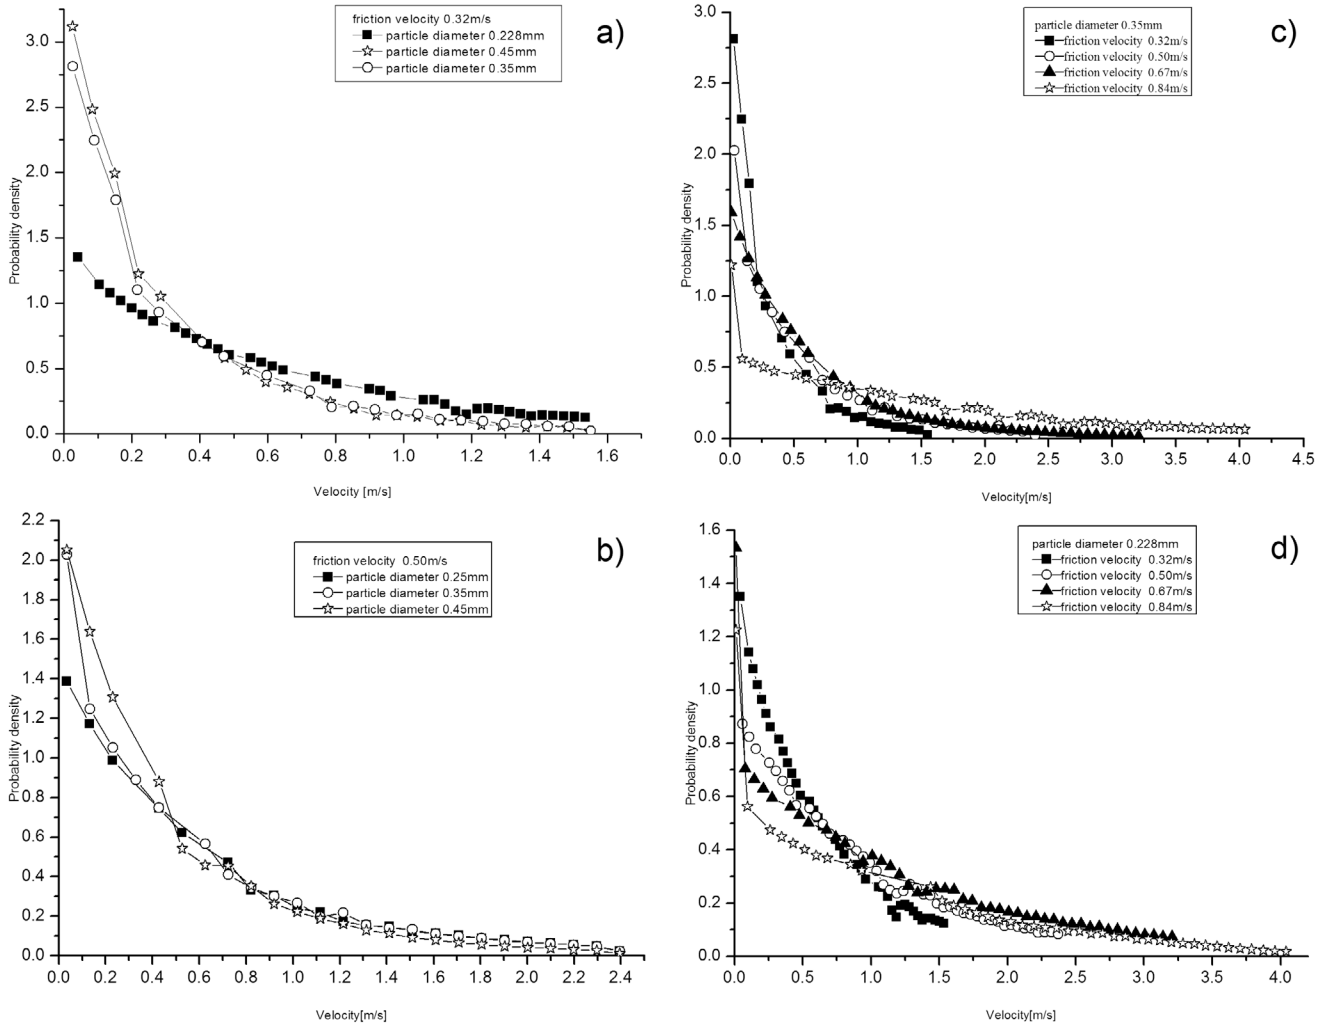 a)
friction velocity 0.32m/s
particle diameter 0.228mm
particle diameter 0.45mm
particle diameter 0.35mm
Probability density
3.0
2.5
2.0
1.5
1.0
0.5
0.0
0.0 0.2 0.4 0.6 0.8 1.0 1.2 1.4 1.6
Velocity [m/s]
c)
particle diameter 0.35mm
friction velocity 0.32m/s
friction velocity 0.50m/s
friction velocity 0.67m/s
friction velocity 0.84m/s
Probability density
3.0
2.5
2.0
1.5
1.0
0.5
0.0
0.0 0.5 1.0 1.5 2.0 2.5 3.0 3.5 4.0 4.5
Velocity[m/s]
b)
friction velocity 0.50m/s
particle diameter 0.25mm
particle diameter 0.35mm
particle diameter 0.45mm
Probability density
2.2
2.0
1.8
1.6
1.4
1.2
1.0
0.8
0.6
0.4
0.2
0.0
0.0 0.2 0.4 0.6 0.8 1.0 1.2 1.4 1.6 1.8 2.0 2.2 2.4
Velocity[m/s]
d)
particle diameter 0.228mm
friction velocity 0.32m/s
friction velocity 0.50m/s
friction velocity 0.67m/s
friction velocity 0.84m/s
Probability density
1.6
1.4
1.2
1.0
0.8
0.6
0.4
0.2
0.0
0.0 0.5 1.0 1.5 2.0 2.5 3.0 3.5 4.0
Velocity[m/s]